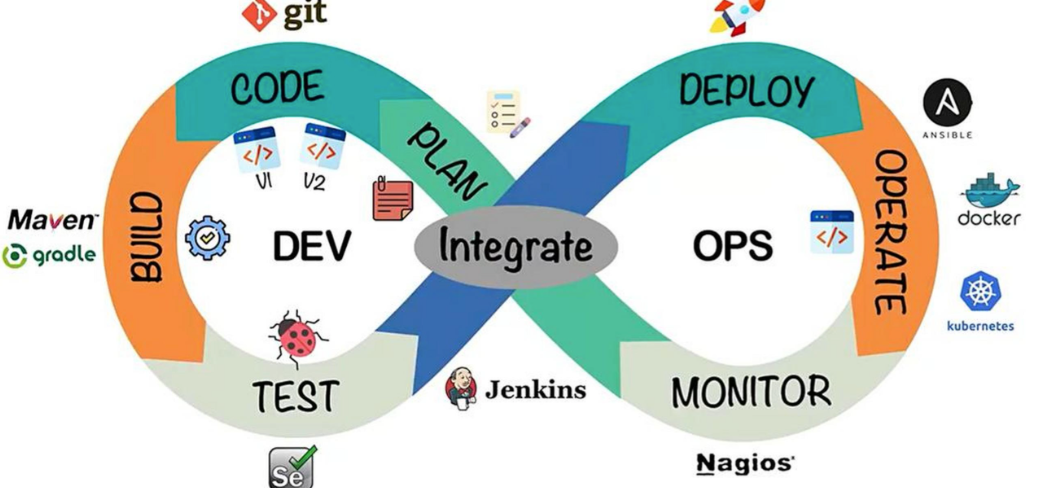 git
CODE
DEPLOY
PLAN
ANSIBLE
</>
</>
V1
V2
Maven™
gradle
BUILD
DEV
Integrate
OPS
</>
OPERATE
docker
kubernetes
TEST
Jenkins
MONITOR
Se
Nagios®